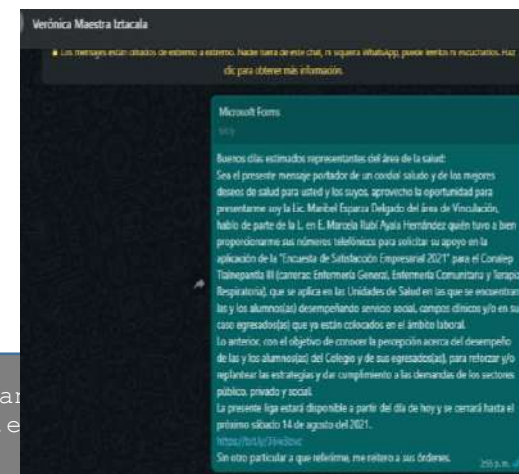 Verónica Maestra Iztacala
Los mensajes están cifrados de extremo a extremo. Nadie fuera de este chat, ni siquiera WhatsApp, puede leerlos ni escucharlos. Haz
clic para obtener más información.
Microsoft Forms
bit.ly
Buenos días estimados representantes del área de la salud:
Sea el presente mensaje portador de un cordial saludo y de los mejores
deseos de salud para usted y los suyos, aprovecho la oportunidad para
presentarme soy la Lic. Maribel Esparza Delgado del área de Vinculación,
hablo de parte de la L. en E. Marcela Rubí Ayala Hernández quién tuvo a bien
proporcionarme sus números telefónicos para solicitar su apoyo en la
aplicación de la "Encuesta de Satisfacción Empresarial 2021" para el Conalep
Tlalnepantla III (carreras: Enfermería General, Enfermería Comunitaria y Terapia
Respiratoria), que se aplica en las Unidades de Salud en las que se encuentran
las y los alumnos(as) desempeñando servicio social, campos clínicos y/o en su
caso egresados(as) que ya están colocados en el ámbito laboral.
Lo anterior, con el objetivo de conocer la percepción acerca del desempeño
de las y los alumnos(as) del Colegio y de sus egresados(as), para reforzar y/o
replantear las estrategias y dar cumplimiento a las demandas de los sectores
público, privado y social.
La presente liga estará disponible a partir del día de hoy y se cerrará hasta el
próximo sábado 14 de agosto del 2021.
Sin otro particular a que referirme, me reitero a sus órdenes.